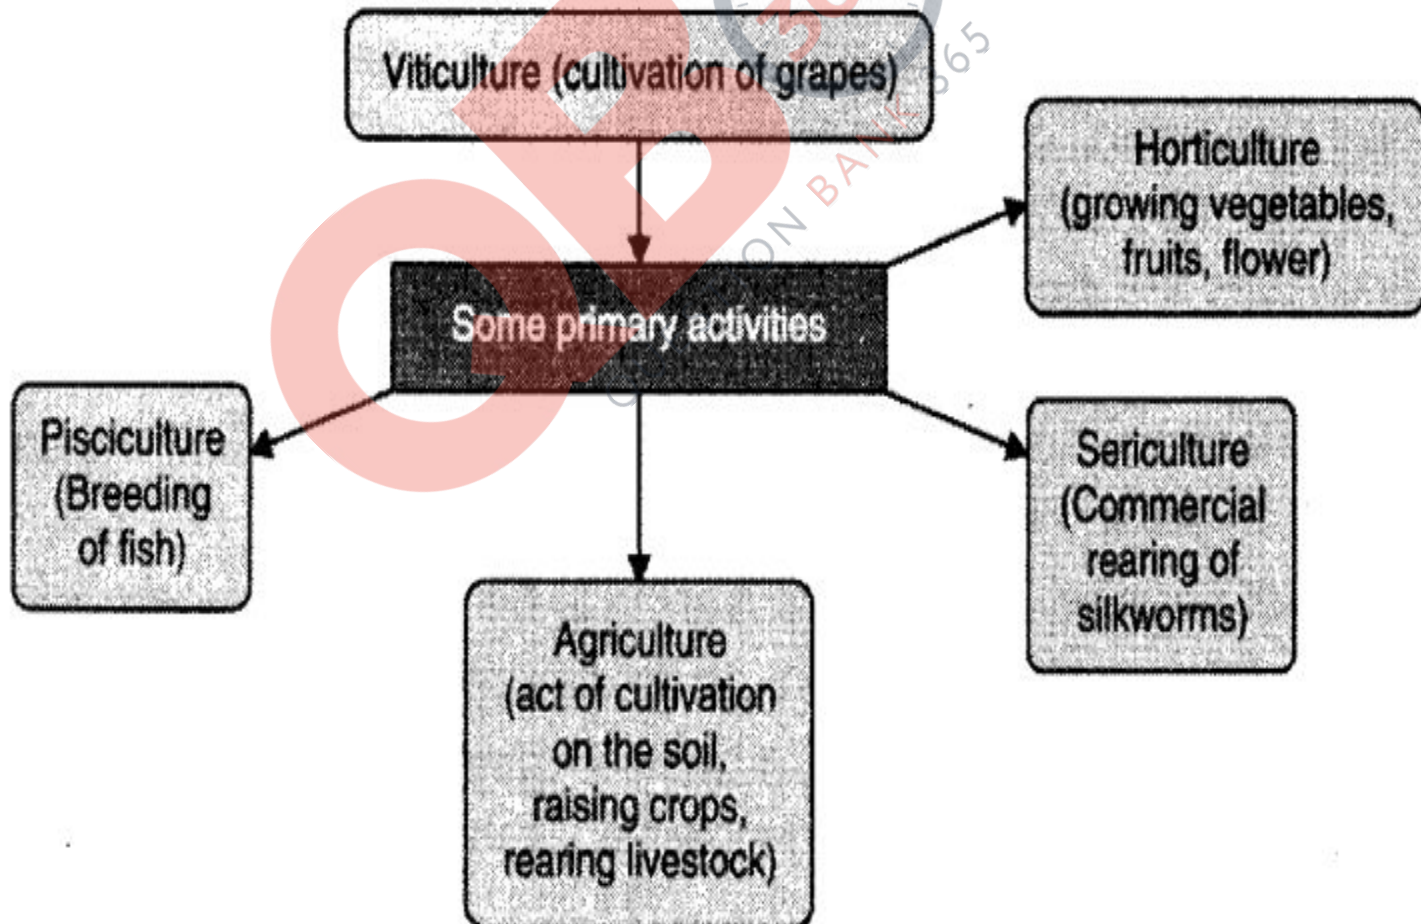 Viticulture (cultivation of grapes)
Horticulture
(growing vegetables,
fruits, flower)
Some primary activities
Pisciculture
(Breeding
of fish)
Sericulture
(Commercial
rearing of
silkworms)
Agriculture
(act of cultivation
on the soil,
raising crops,
rearing livestock)